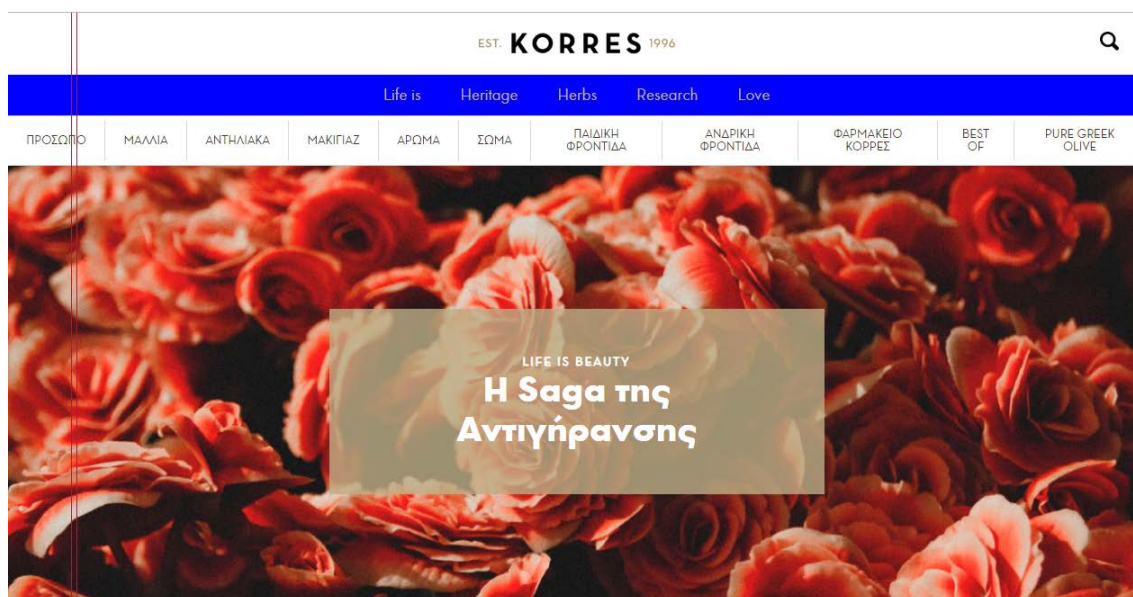 EST. KORRES 1996
Life is Heritage Herbs Research Love
ΠΡΟΣΩΠΟ ΜΑΛΛΙΑ ΑΝΤΗΛΙΑΚΑ ΜΑΚΙΓΙΑΖ ΑΡΩΜΑ ΣΩΜΑ ΠΑΙΔΙΚΗ ΦΡΟΝΤΙΔΑ ΑΝΔΡΙΚΗ ΦΡΟΝΤΙΔΑ ΦΑΡΜΑΚΕΙΟ ΚΟΡΡΕΣ BEST OF PURE GREEK OLIVE
LIFE IS BEAUTY
Η Saga της
Αντιγήρανσης